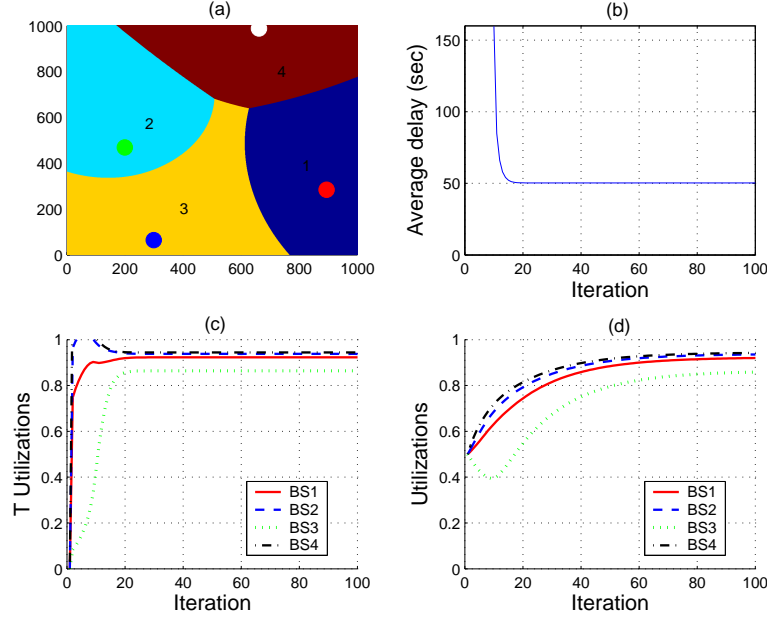 (a)
1000
800
600
400
200
0
0 200 400 600 800 1000
4
2
1
3
(b)
Average delay (sec)
150
100
50
0
0 20 40 60 80 100
Iteration
(c)
T Utilizations
1
0.8
0.6
0.4
0.2
0
0 20 40 60 80 100
Iteration
BS1
BS2
BS3
BS4
(d)
Utilizations
1
0.8
0.6
0.4
0.2
0
0 20 40 60 80 100
Iteration
BS1
BS2
BS3
BS4